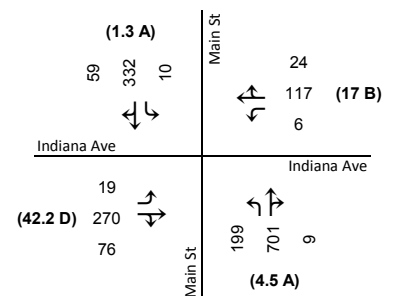 (1.3 A)
Main St
59 332 10
24
117 (17 B)
6
Indiana Ave
Indiana Ave
19
(42.2 D) 270
76
Main St
199 701 9
(4.5 A)